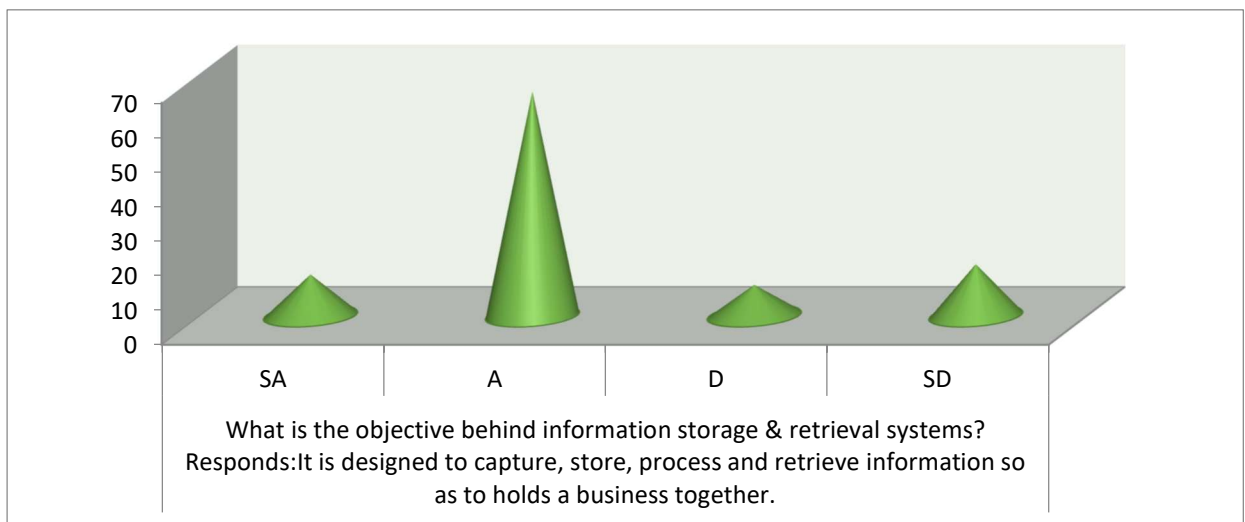 70
60
50
40
30
20
10
0
SA A D SD
What is the objective behind information storage & retrieval systems?
Responds:It is designed to capture, store, process and retrieve information so
as to holds a business together.